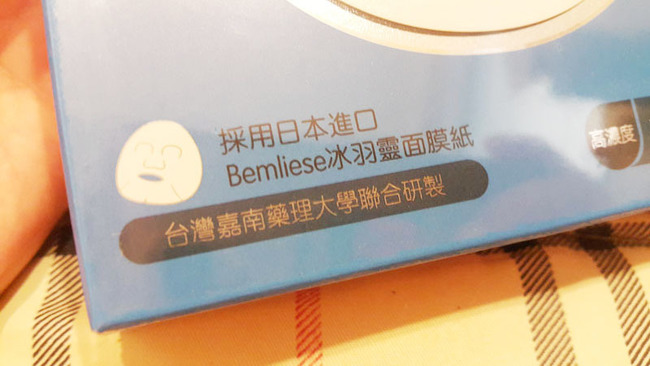 採用日本進口
Bemliese冰羽靈面膜紙
台灣嘉南藥理大學聯合研製
高濃度